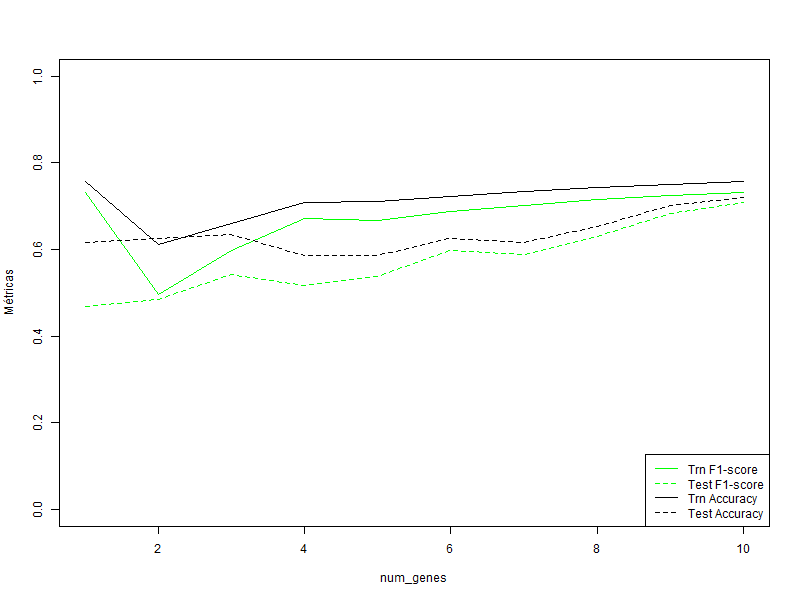 Métricas
1.0
0.8
0.6
0.4
0.2
0.0
2 4 6 8 10
num_genes
Trn F1-score
Test F1-score
Trn Accuracy
Test Accuracy